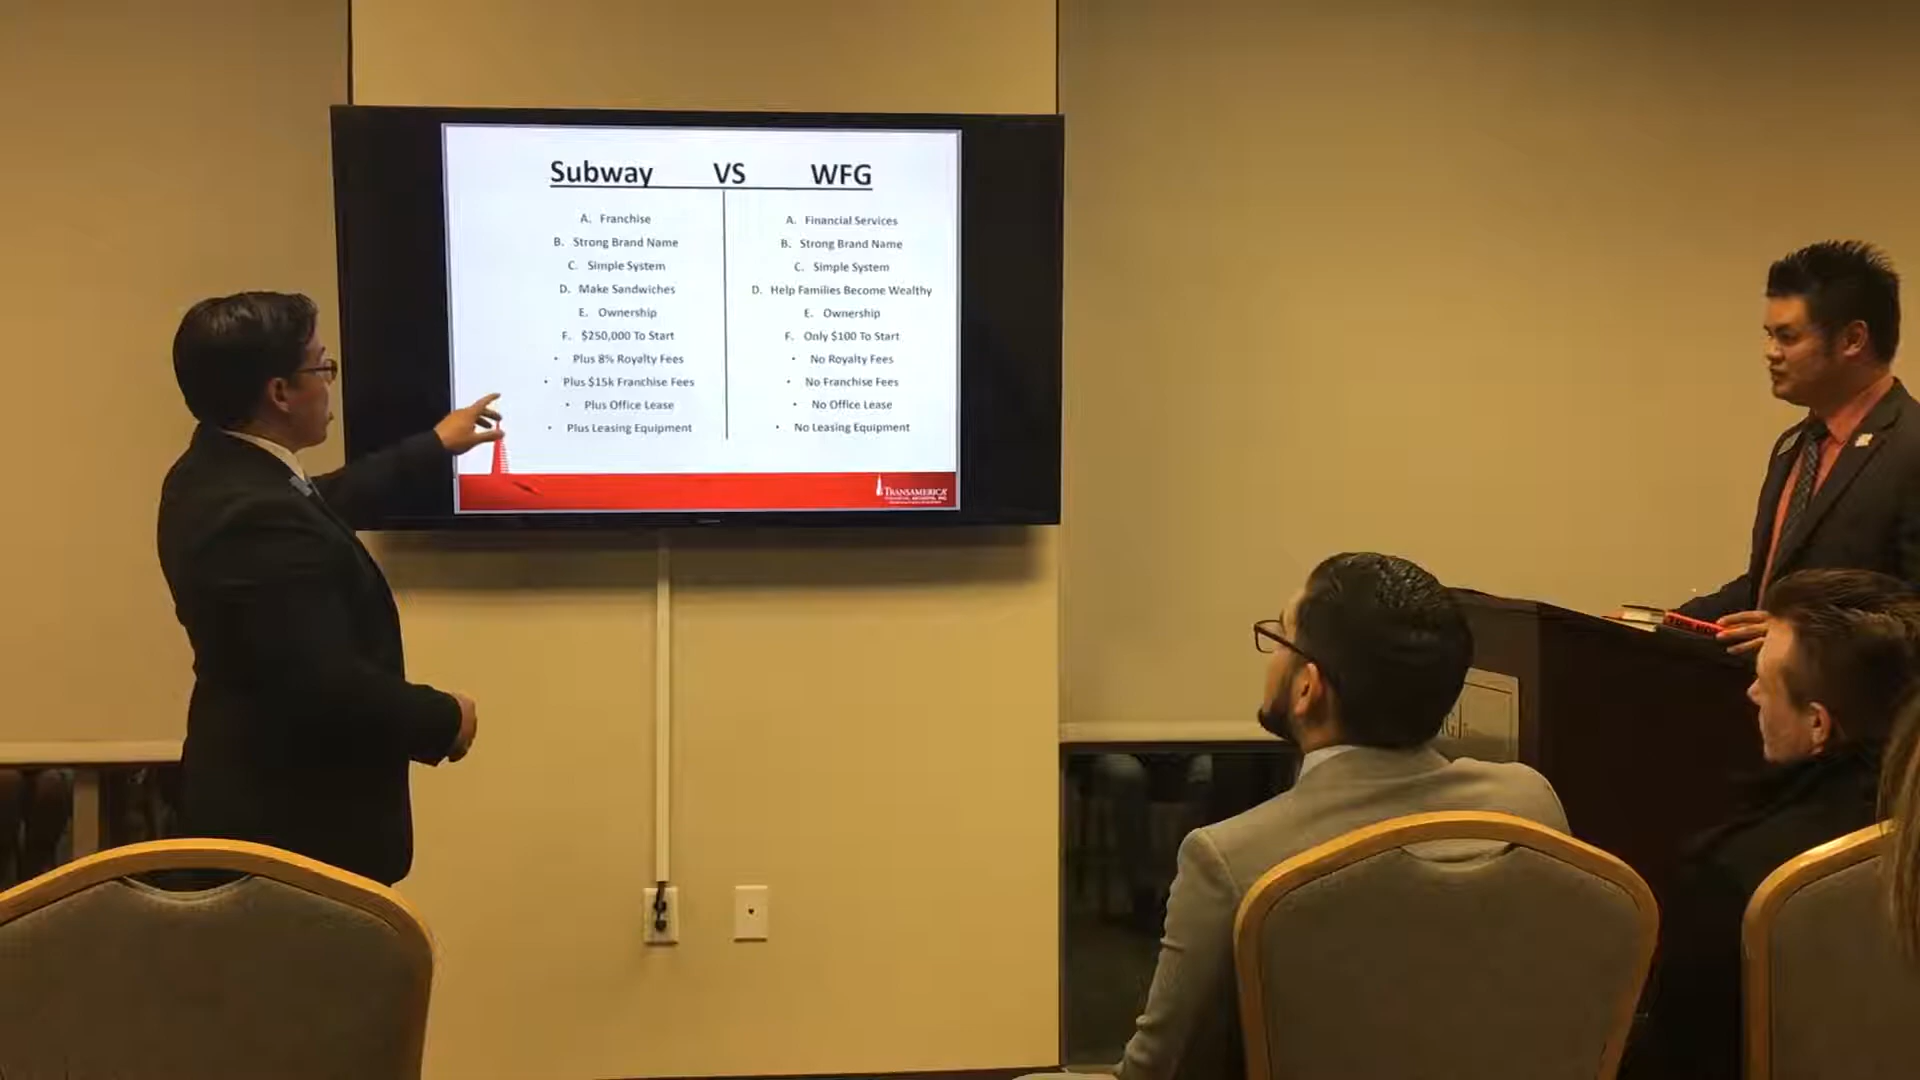 Subway VS WFG
A. Franchise
B. Strong Brand Name
C. Simple System
D. Make Sandwiches
E. Ownership
F. $250,000 To Start
• Plus 8% Royalty Fees
• Plus $15k Franchise Fees
• Plus Office Lease
• Plus Leasing Equipment
A. Financial Services
B. Strong Brand Name
C. Simple System
D. Help Families Become Wealthy
E. Ownership
F. Only $100 To Start
• No Royalty Fees
• No Franchise Fees
• No Office Lease
• No Leasing Equipment
TRANSAMERICA